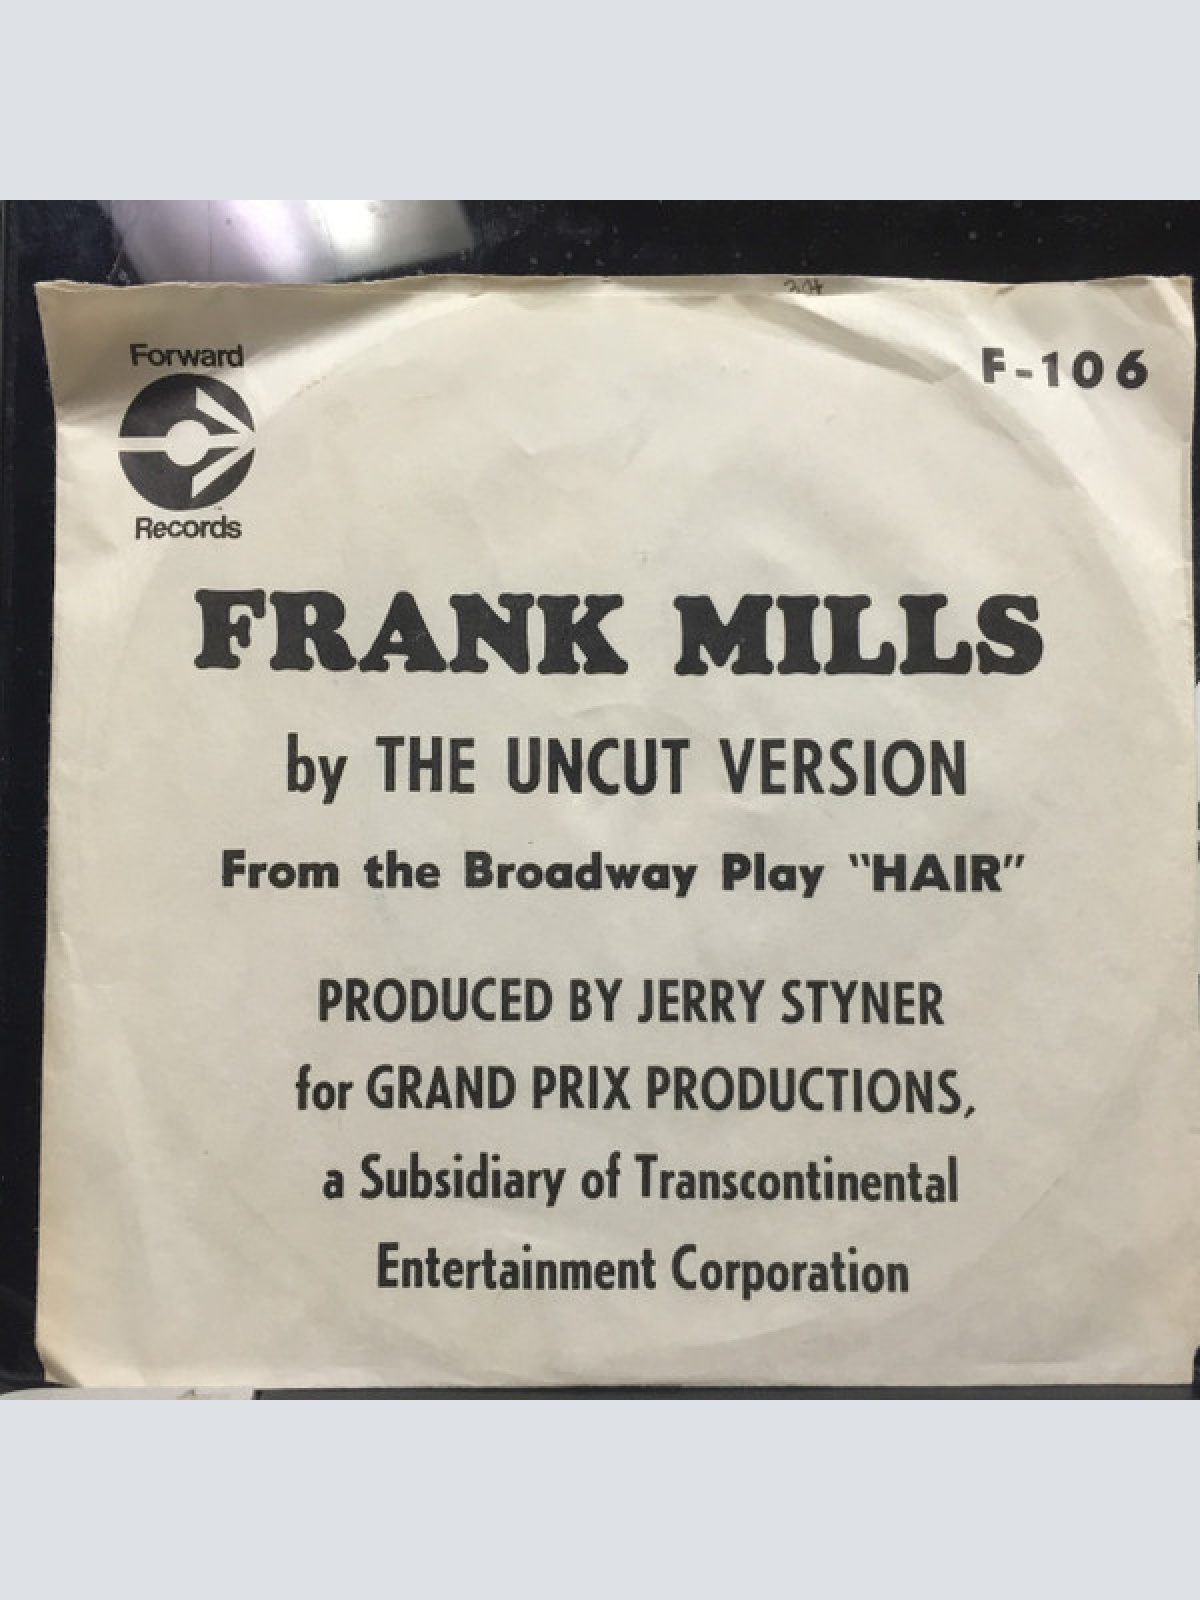 Forward
Records
F-106
FRANK MILLS
by THE UNCUT VERSION
From the Broadway Play "HAIR"
PRODUCED BY JERRY STYNER
for GRAND PRIX PRODUCTIONS,
a Subsidiary of Transcontinental
Entertainment Corporation